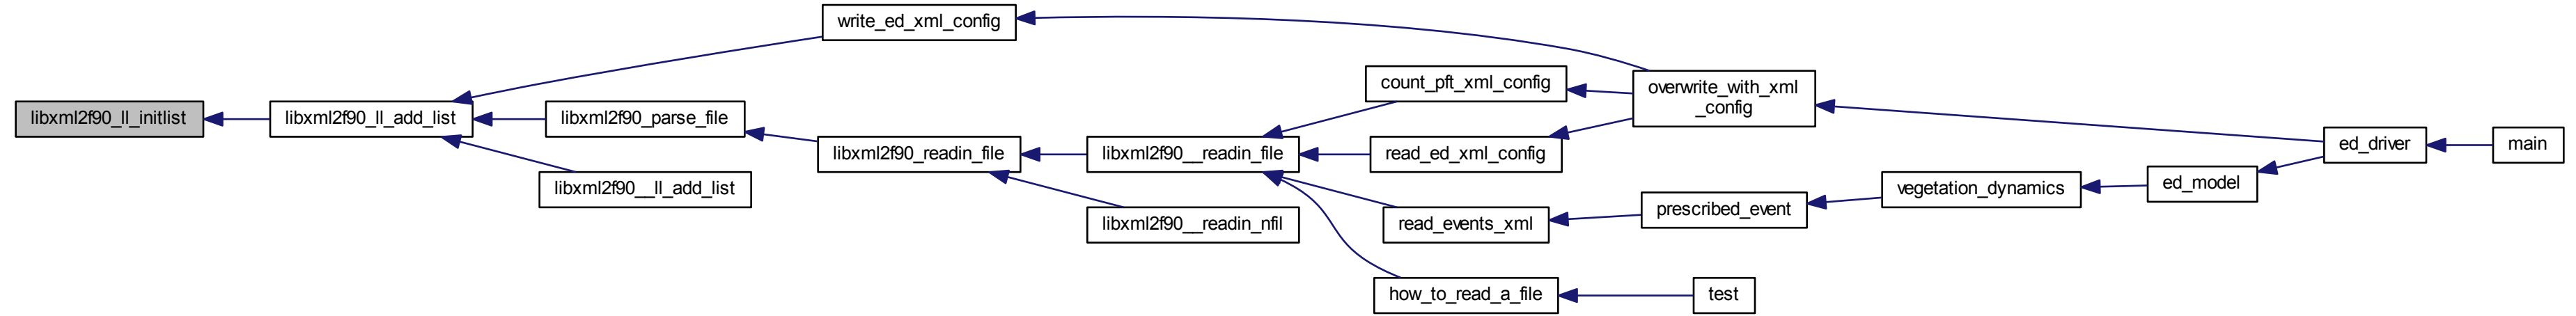 libxml2f90_ll_initlist
libxml2f90_ll_add_list
write_ed_xml_config
libxml2f90_parse_file
libxml2f90__ll_add_list
libxml2f90_readin_file
libxml2f90__readin_file
libxml2f90__readin_nfil
count_pft_xml_config
read_ed_xml_config
read_events_xml
how_to_read_a_file
overwrite_with_xml
_config
prescribed_event
test
vegetation_dynamics
ed_model
ed_driver
main